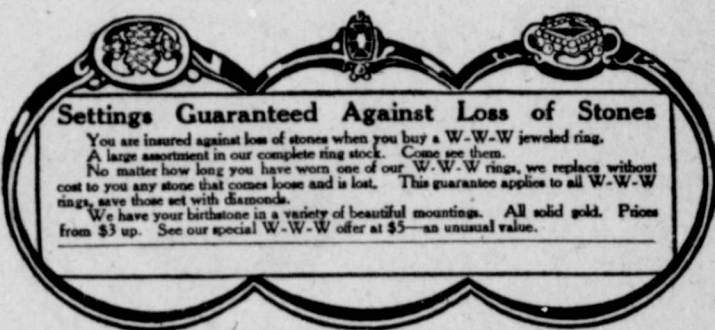 Settings Guaranteed Against Loss of Stones
You are insured against loss of stones when you buy a W-W-W jeweled ring.
A large assortment in our complete ring stock. Come see them.
No matter how long you have worn one of our W-W-W rings, we replace without
cost to you any stone that comes loose and is lost. This guarantee applies to all W-W-W
rings, save those set with diamonds.
We have your birthstone in a variety of beautiful mountings. All solid gold. Prices
from $3 up. See our special W-W-W offer at $5—an unusual value.